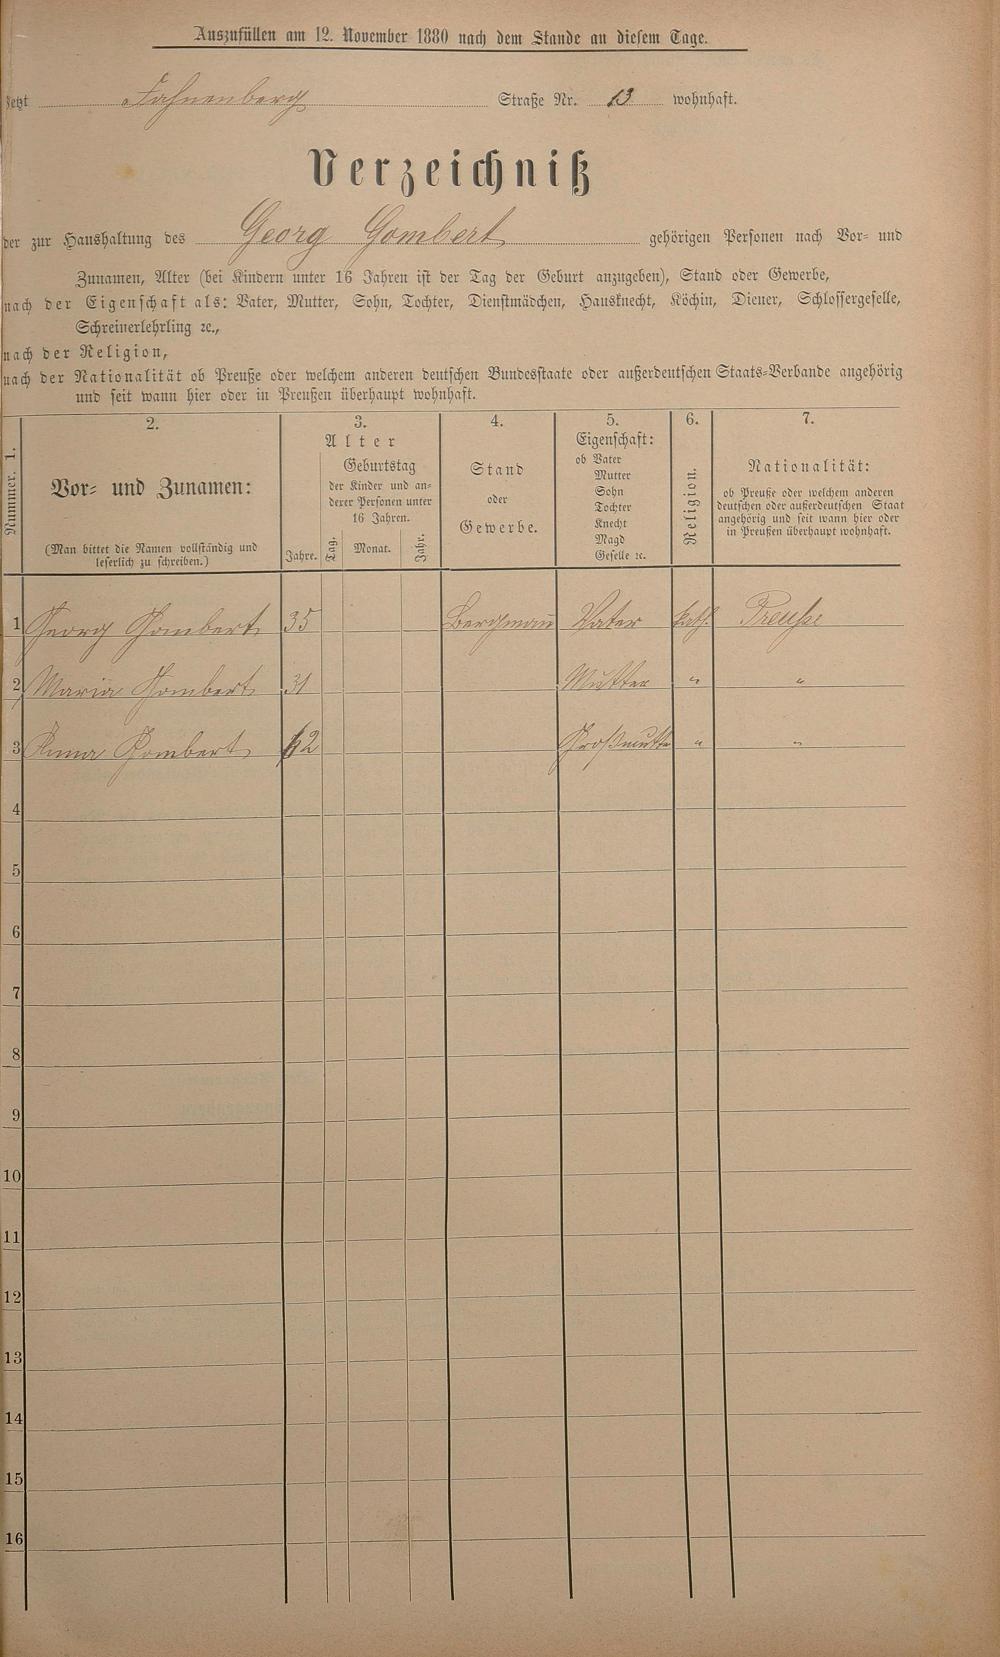 Auszufüllen am 12. November 1880 nach dem Stande an diesem Tage.
Jetzt Fahnenberg Straße Nr. 13 wohnhaft.
Verzeichniß
der zur Haushaltung des Georg Gombert gehörigen Personen nach Vor- und
Zunamen, Alter (bei Kindern unter 16 Jahren ist der Tag der Geburt anzugeben), Stand oder Gewerbe,
nach der Eigenschaft als: Vater, Mutter, Sohn, Tochter, Dienstmädchen, Hausknecht, Köchin, Diener, Schlossergeselle,
Schreinerlehrling ꝛc.,
nach der Religion,
nach der Nationalität ob Preuße oder welchem anderen deutschen Bundesstaate oder außerdeutschen Staats-Verbande angehörig
und seit wann hier oder in Preußen überhaupt wohnhaft.
Nummer. 1.
2.
Vor- und Zunamen:
(Man bittet die Namen vollständig und
leserlich zu schreiben.)
3.
Alter
Jahre.
Geburtstag
der Kinder und an-
derer Personen unter
16 Jahren.
Tag. Monat. Jahr.
4.
Stand
oder
Gewerbe.
5.
Eigenschaft:
ob Vater
Mutter
Sohn
Tochter
Knecht
Magd
Geselle ꝛc.
6.
Religion.
7.
Nationalität:
ob Preuße oder welchem anderen
deutschen oder außerdeutschen Staat
angehörig und seit wann hier oder
in Preußen überhaupt wohnhaft.
1 Georg Gombert 35 Bergmann Vater kath. Preuße
2 Maria Gombert 31 Mutter " "
3 Anna Gombert 62 Großmutter " "
4
5
6
7
8
9
10
11
12
13
14
15
16